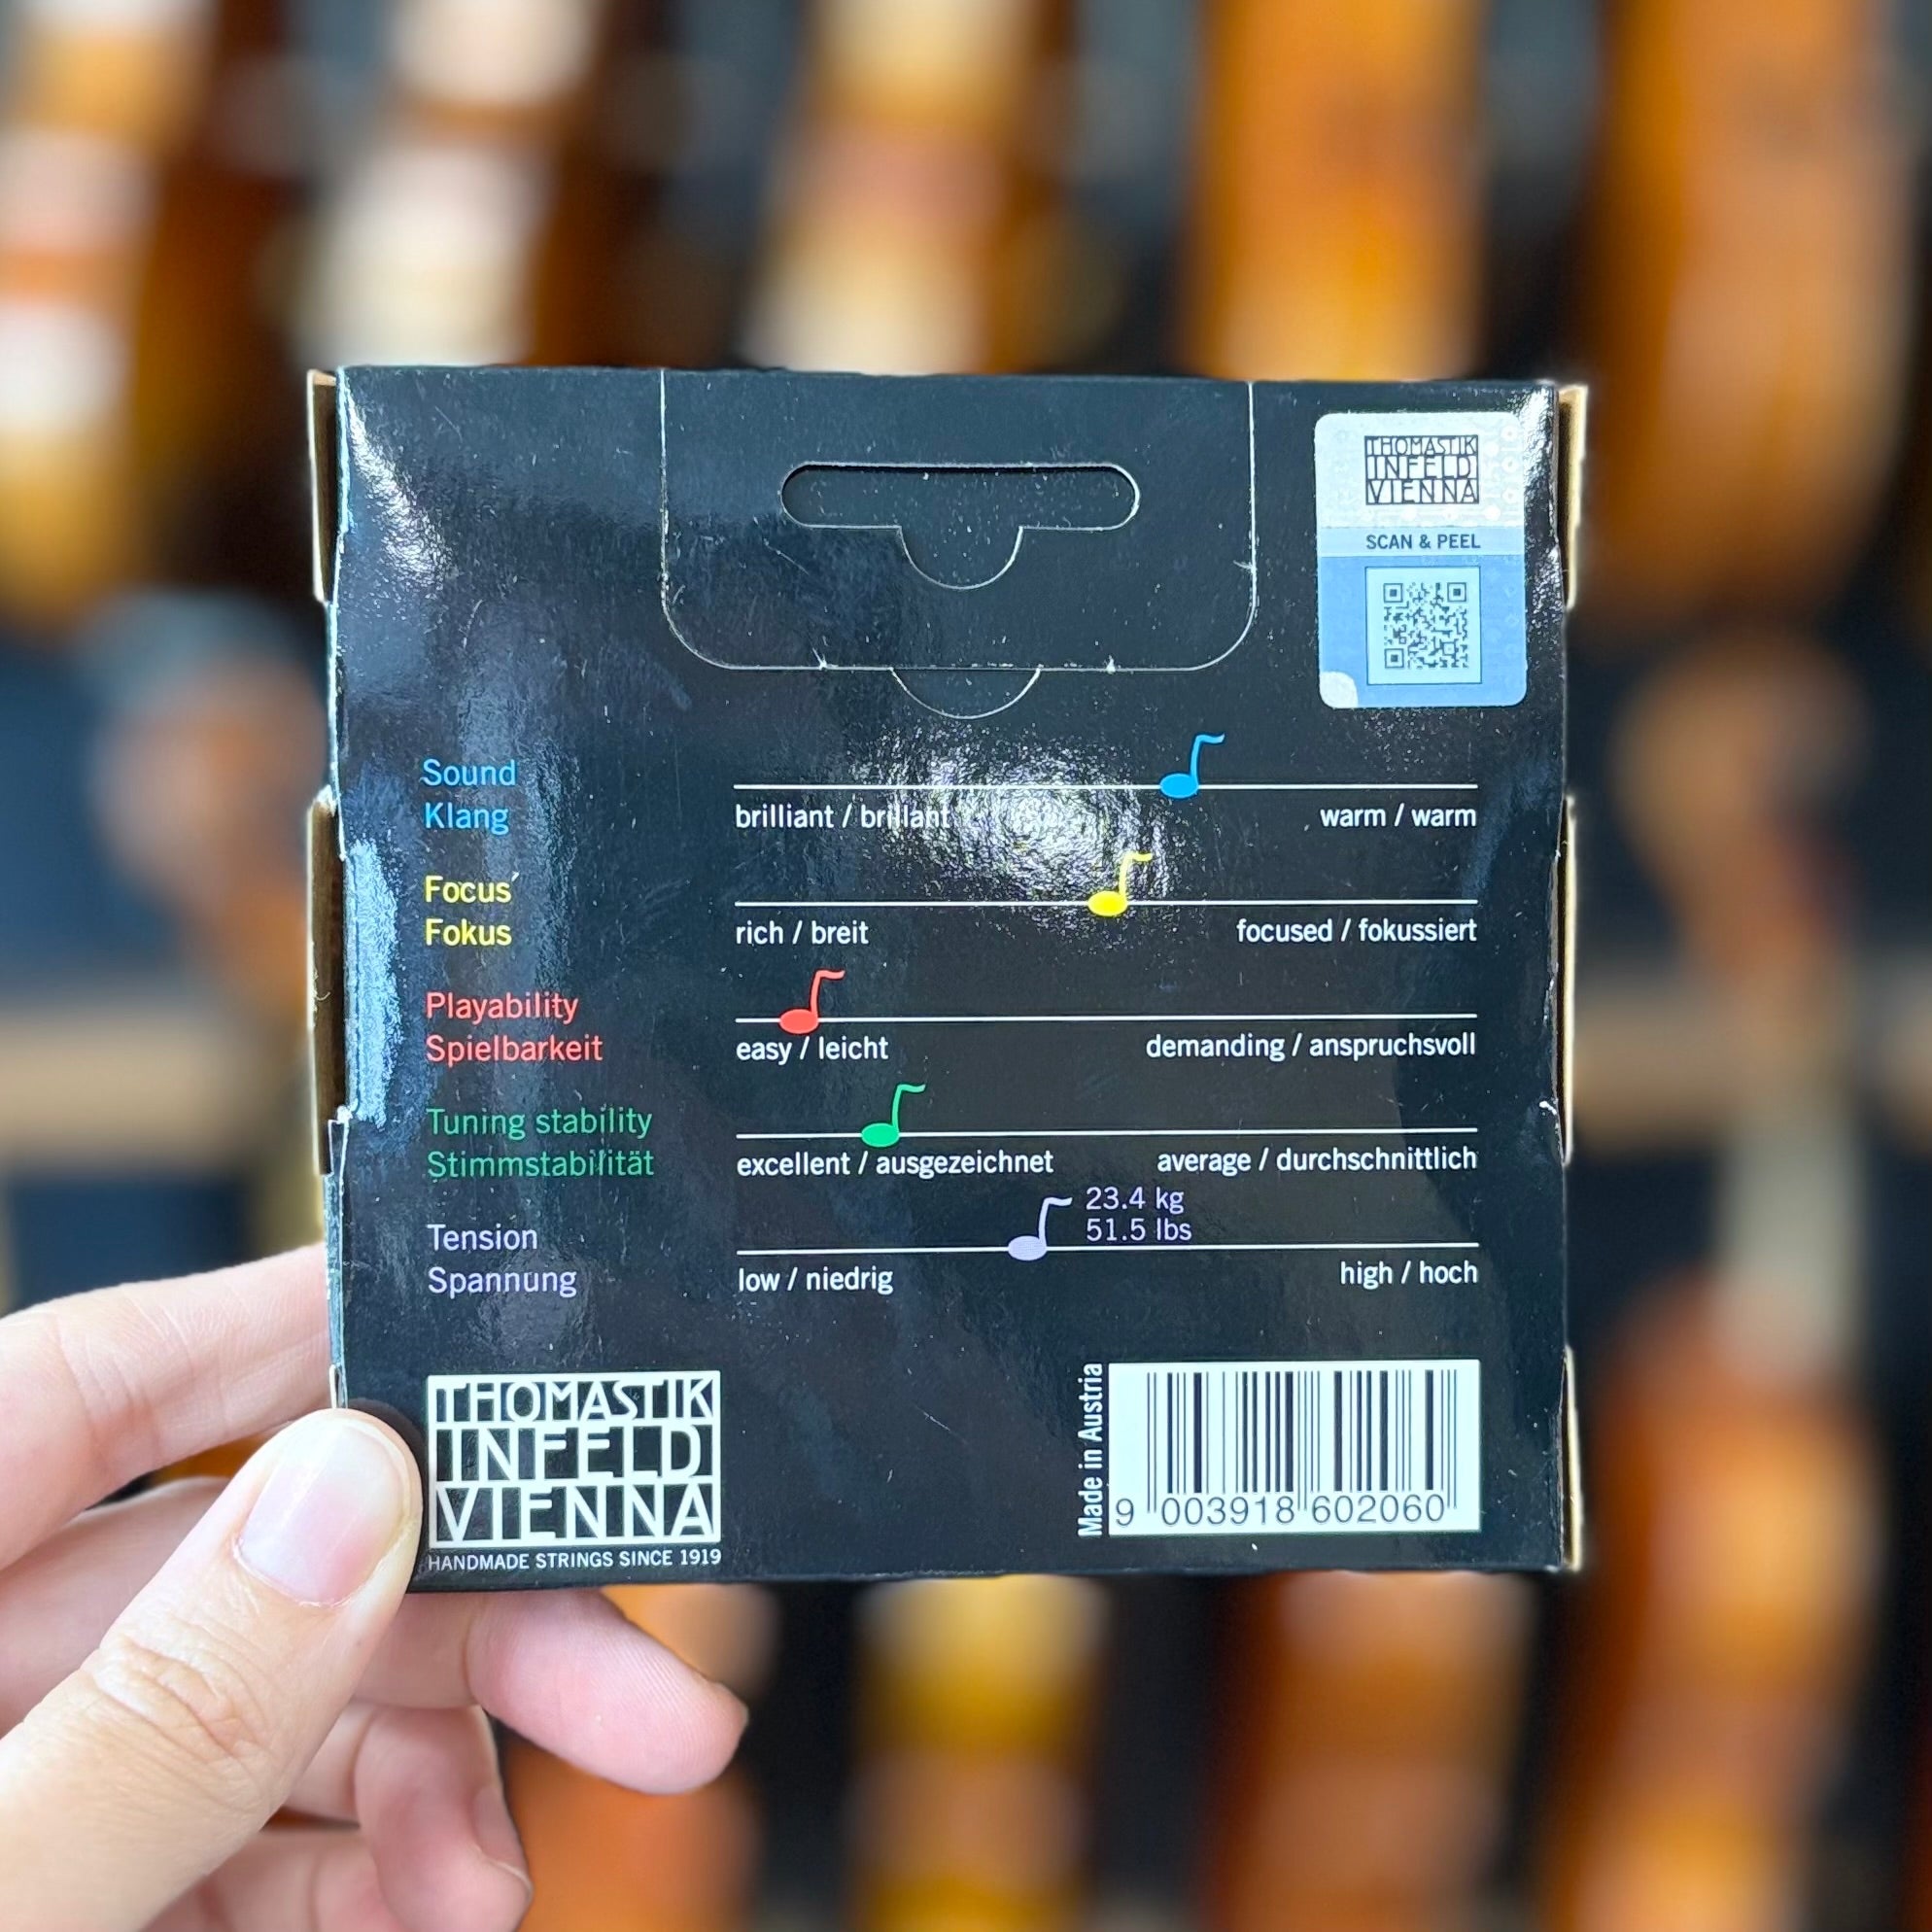 THOMASTIK
INFELD
VIENNA
SCAN & PEEL
Sound
Klang
brilliant / brillant
warm / warm
Focus
Fokus
rich / breit
focused / fokussiert
Playability
Spielbarkeit
easy / leicht
demanding / anspruchsvoll
Tuning stability
Stimmstabilität
excellent / ausgezeichnet
average / durchschnittlich
Tension
Spannung
23.4 kg
51.5 lbs
low / niedrig
high / hoch
THOMASTIK
INFELD
VIENNA
HANDMADE STRINGS SINCE 1919
Made in Austria
9 003918 602060